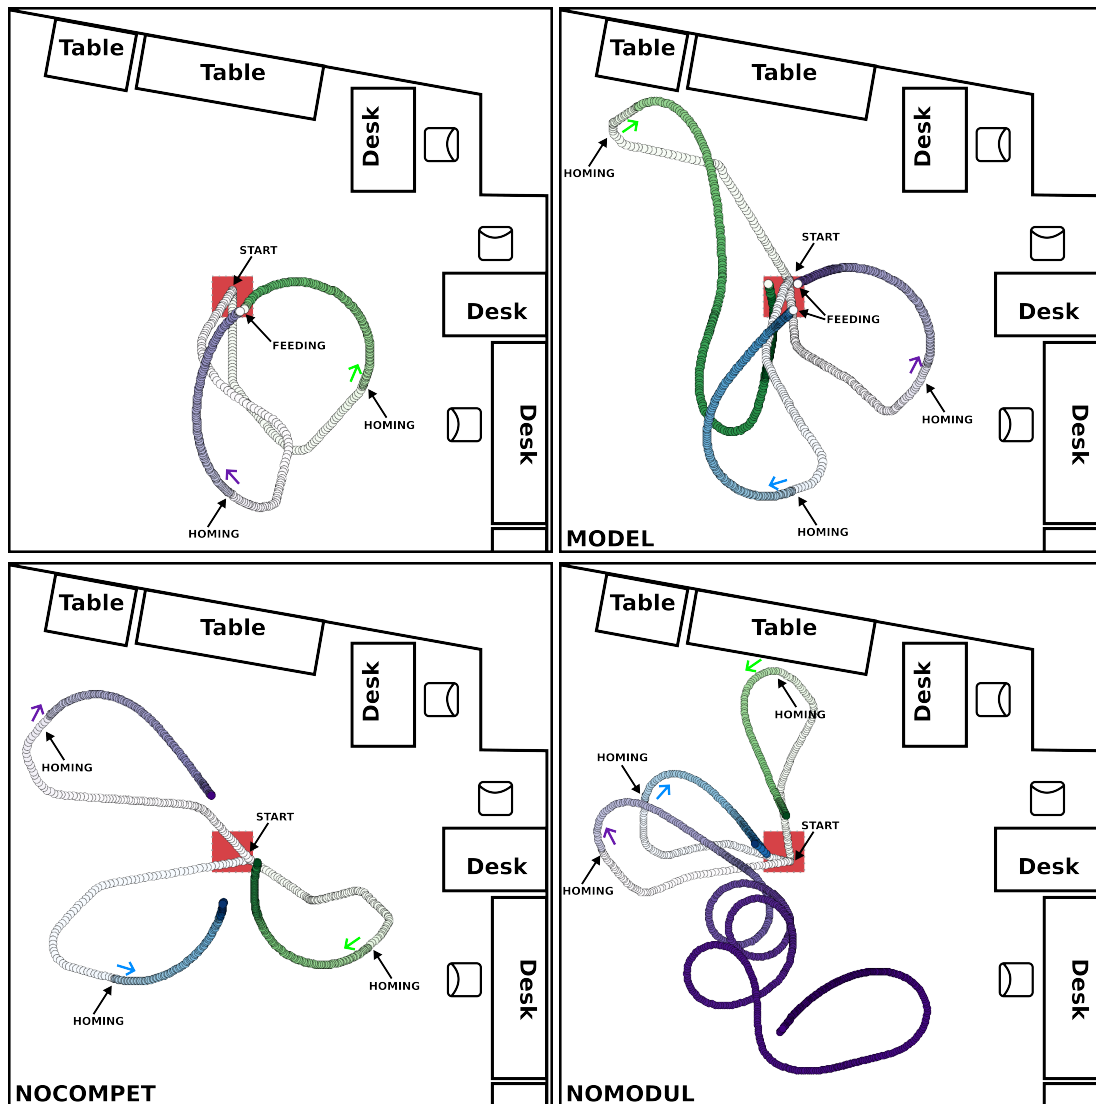 Table
Table
Desk
START
Desk
FEEDING
HOMING
Desk
HOMING
Table
Table
Desk
HOMING
START
Desk
FEEDING
HOMING
Desk
HOMING
MODEL
Table
Table
Desk
HOMING
START
Desk
HOMING
Desk
HOMING
NOCOMPET
Table
Table
Desk
HOMING
HOMING
START
Desk
HOMING
Desk
NOMODUL